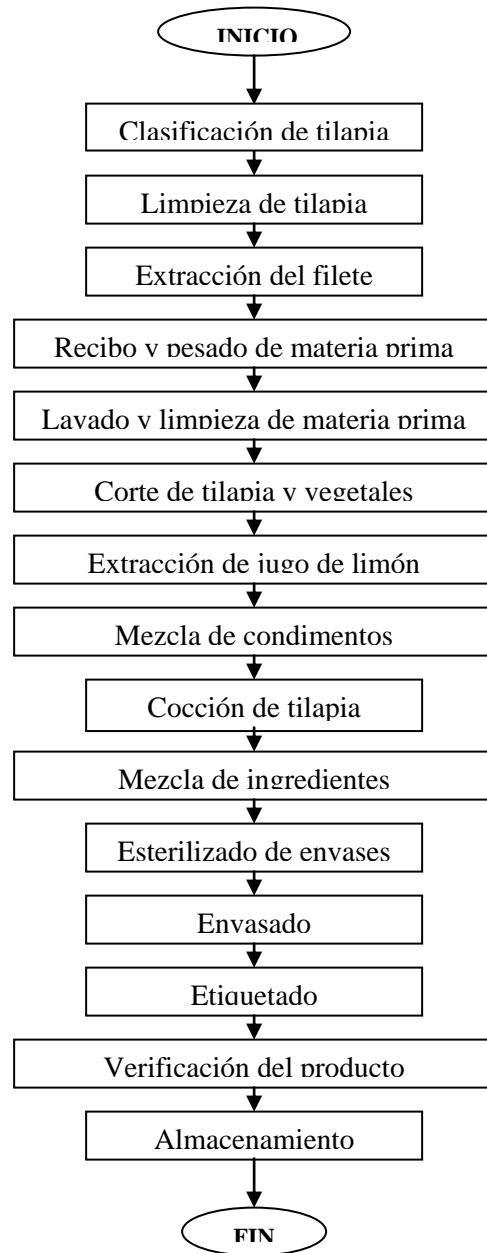 INICIO
Clasificación de tilapia
Limpieza de tilapia
Extracción del filete
Recibo y pesado de materia prima
Lavado y limpieza de materia prima
Corte de tilapia y vegetales
Extracción de jugo de limón
Mezcla de condimentos
Cocción de tilapia
Mezcla de ingredientes
Esterilizado de envases
Envasado
Etiquetado
Verificación del producto
Almacenamiento
FIN